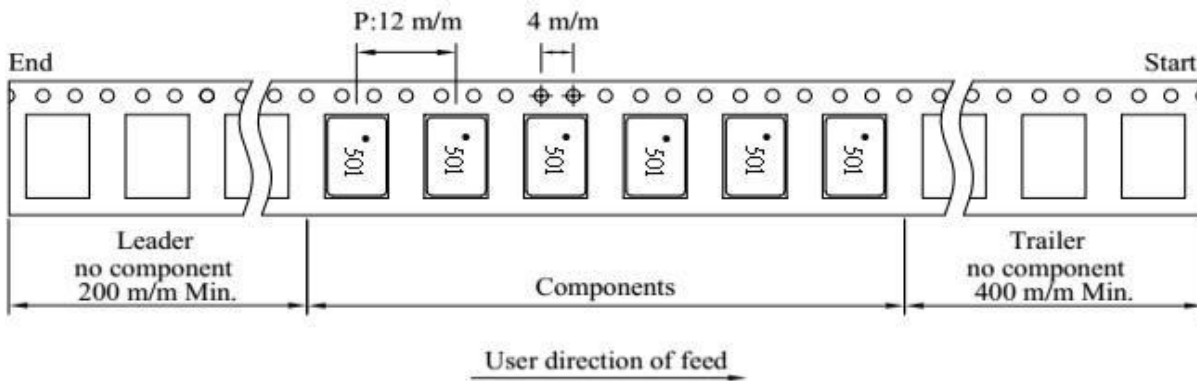 P:12 m/m
4 m/m
End
Start
501
501
501
501
501
501
Leader
no component
200 m/m Min.
Components
Trailer
no component
400 m/m Min.
User direction of feed